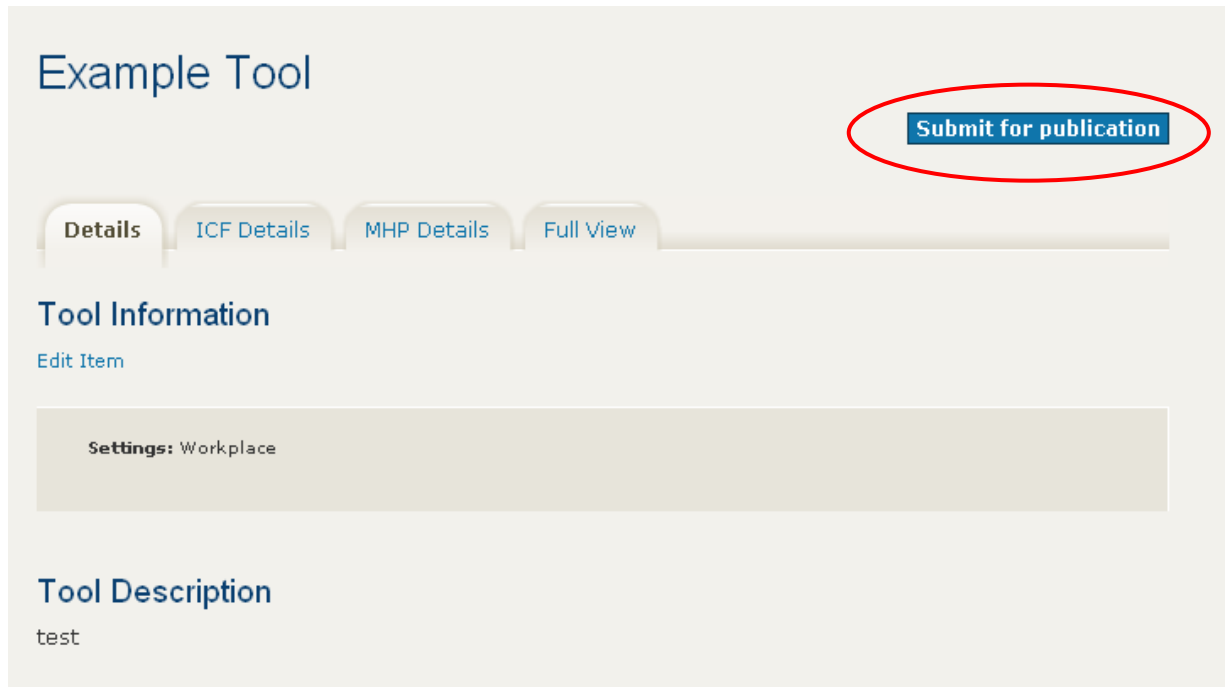 Example Tool
Submit for publication
Details ICF Details MHP Details Full View
Tool Information
Edit Item
Settings: Workplace
Tool Description
test